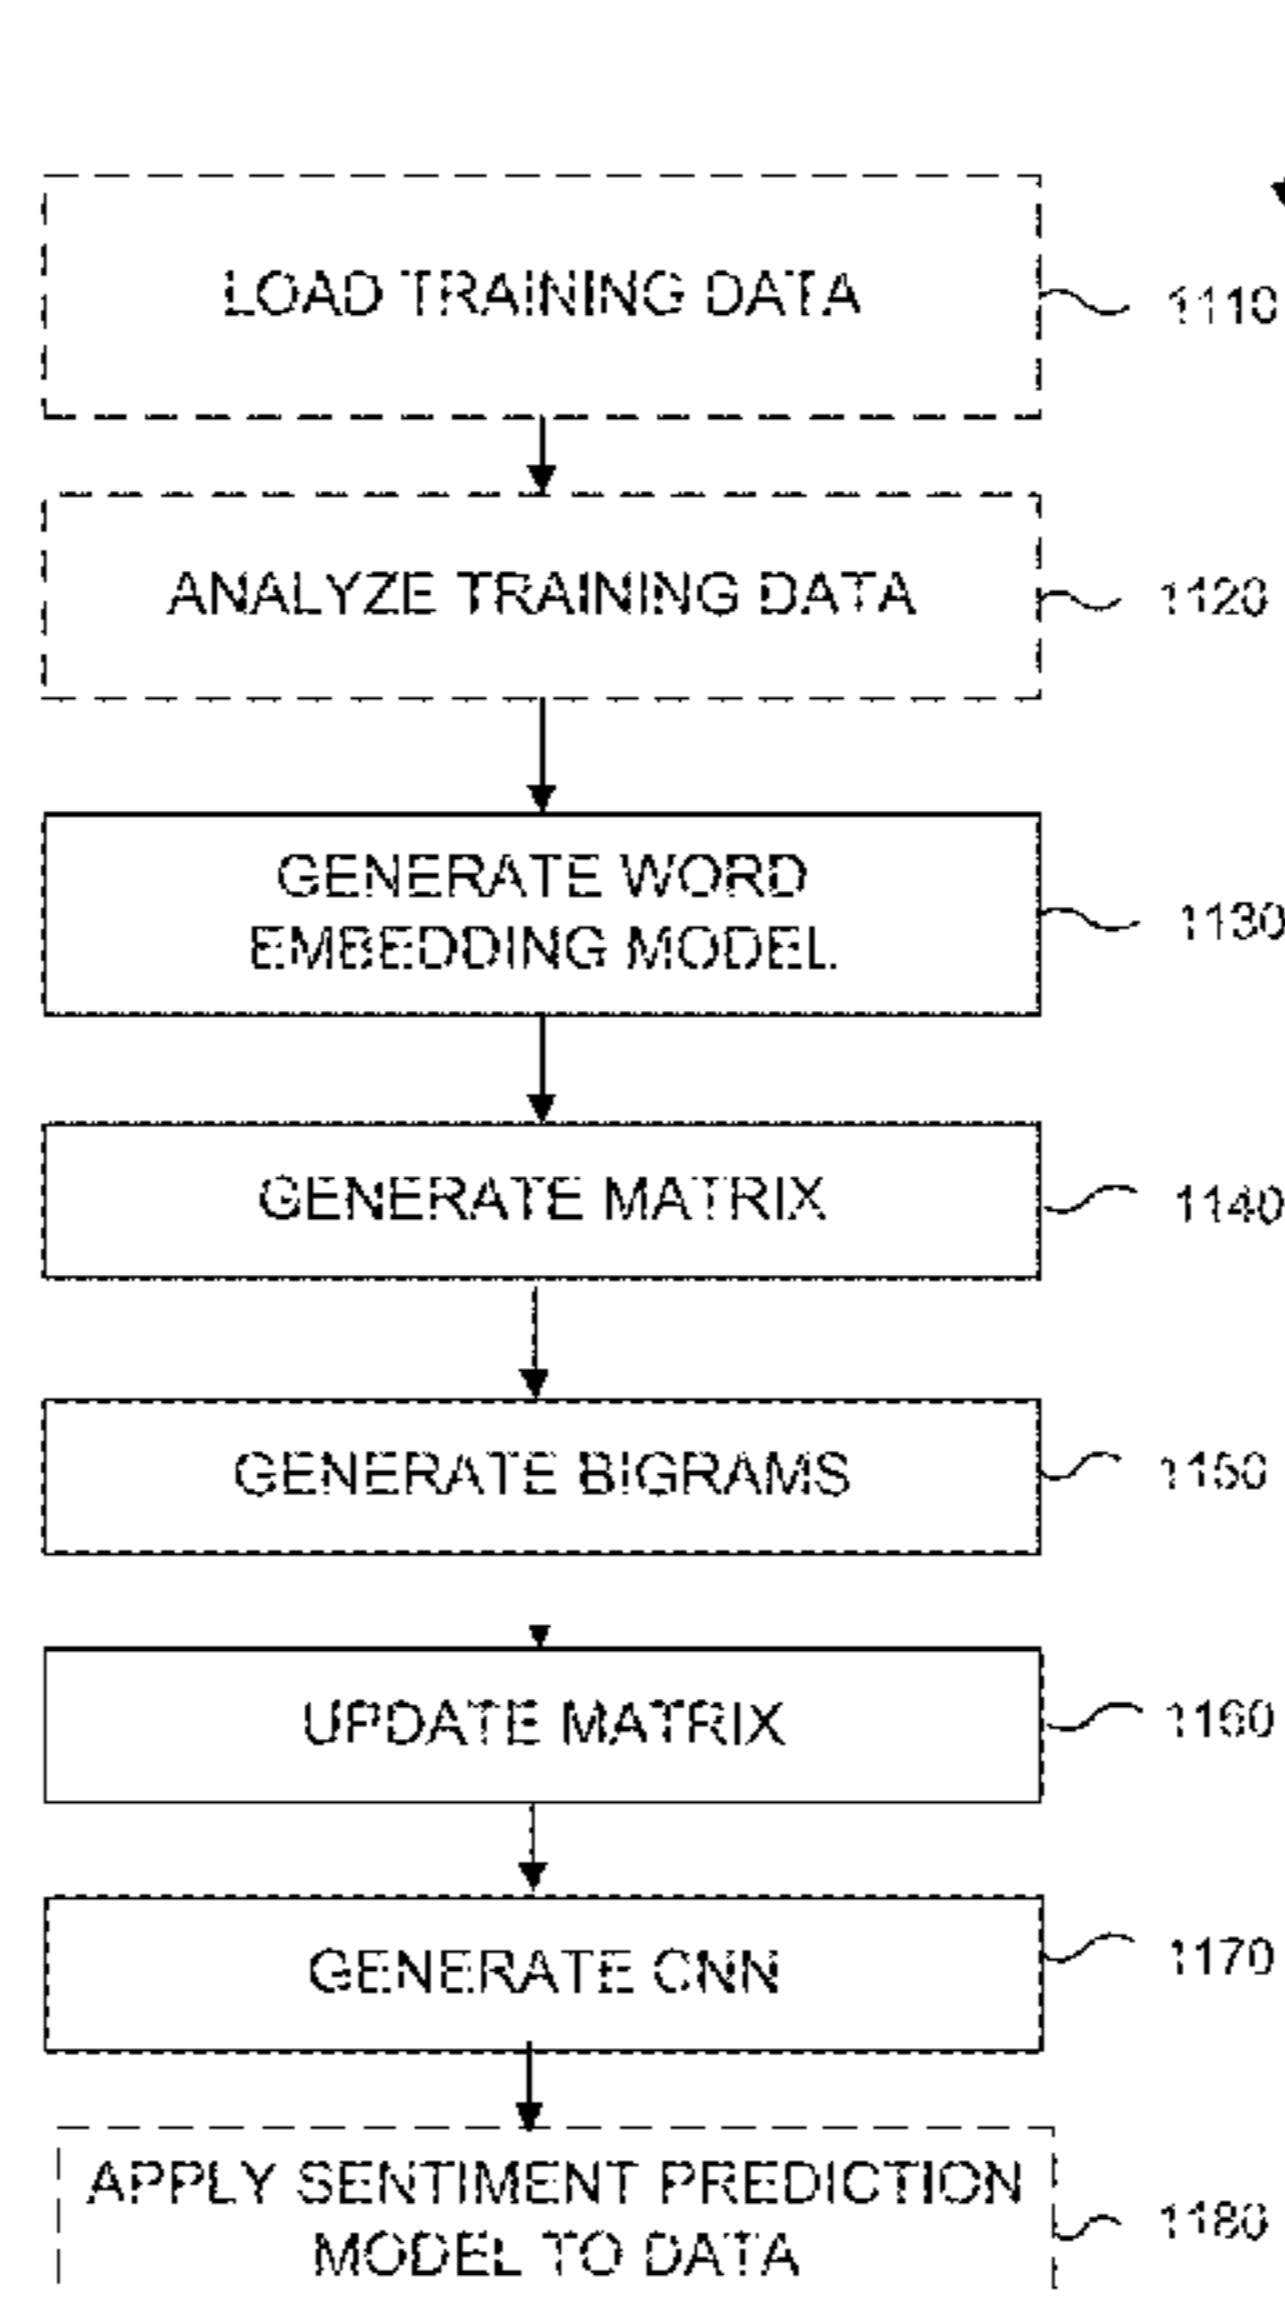 LOAD TRAINING DATA
1110
ANALYZE TRAINING DATA
1120
GENERATE WORD
EMBEDDING MODEL
1130
GENERATE MATRIX
1140
GENERATE BIGRAMS
1150
UPDATE MATRIX
1160
GENERATE CNN
1170
APPLY SENTIMENT PREDICTION
MODEL TO DATA
1180